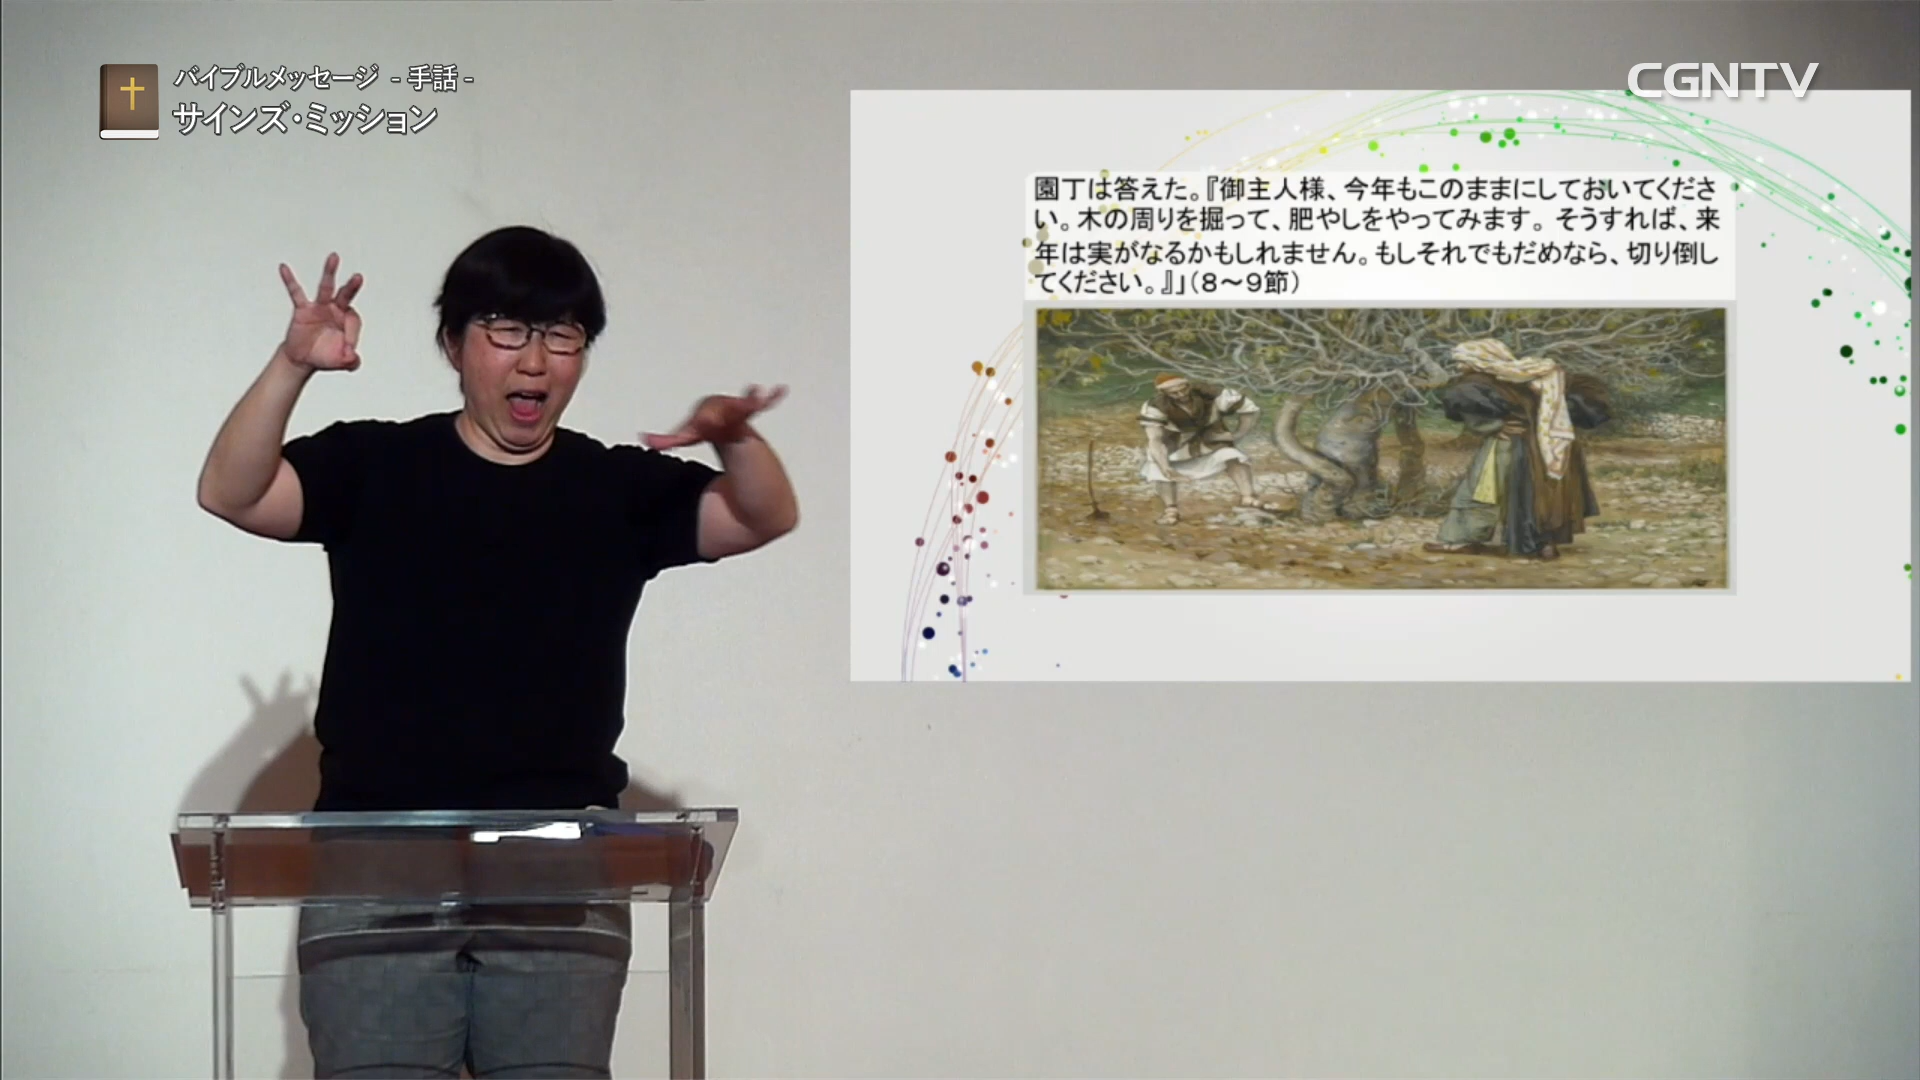 バイブルメッセージ -手話-
サインズ・ミッション
CGNTV
園丁は答えた。『御主人様、今年もこのままにしておいてくださ
い。木の周りを掘って、肥やしをやってみます。そうすれば、来
年は実がなるかもしれません。もしそれでもだめなら、切り倒し
てください。』」（８～９節）